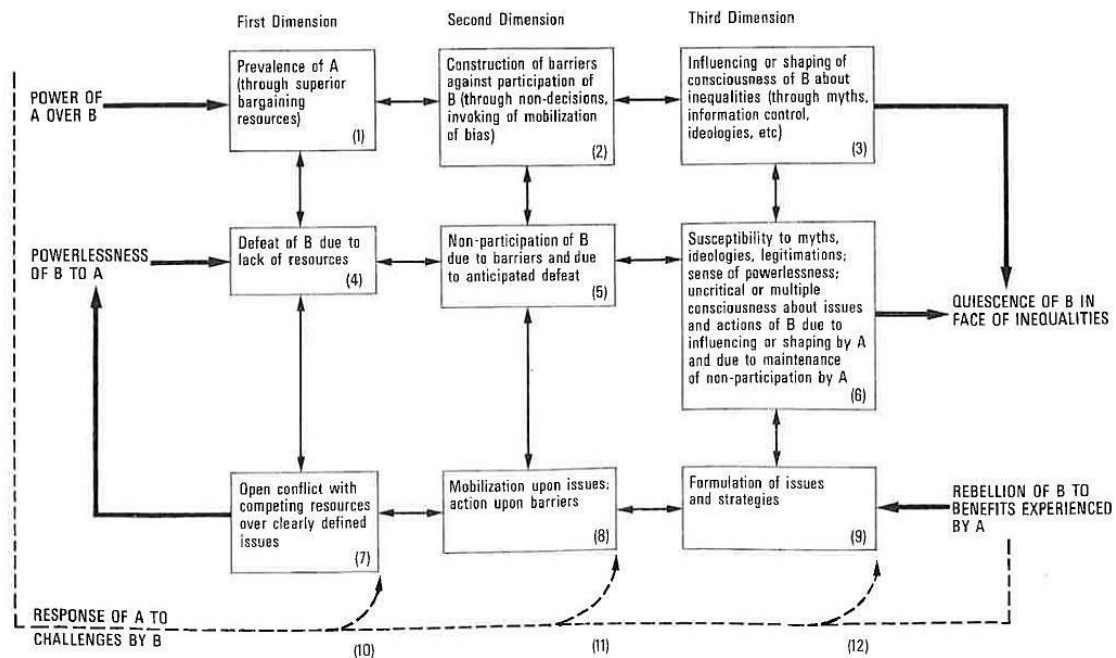 First Dimension
Second Dimension
Third Dimension
POWER OF
A OVER B
Prevalence of A
(through superior
bargaining
resources)
(1)
Construction of barriers
against participation of
B (through non-decisions,
invoking of mobilization
of bias)
(2)
Influencing or shaping of
consciousness of B about
inequalities (through myths,
information control,
ideologies, etc)
(3)
POWERLESSNESS
OF B TO A
Defeat of B due to
lack of resources
(4)
Non-participation of B
due to barriers and due
to anticipated defeat
(5)
Susceptibility to myths,
ideologies, legitimations;
sense of powerlessness;
uncritical or multiple
consciousness about issues
and actions of B due to
influencing or shaping by A
and due to maintenance
of non-participation by A
(6)
QUIESCENCE OF B IN
FACE OF INEQUALITIES
Open conflict with
competing resources
over clearly defined
issues
(7)
Mobilization upon issues;
action upon barriers
(8)
Formulation of issues
and strategies
(9)
REBELLION OF B TO
BENEFITS EXPERIENCED
BY A
RESPONSE OF A TO
CHALLENGES BY B
(10)
(11)
(12)